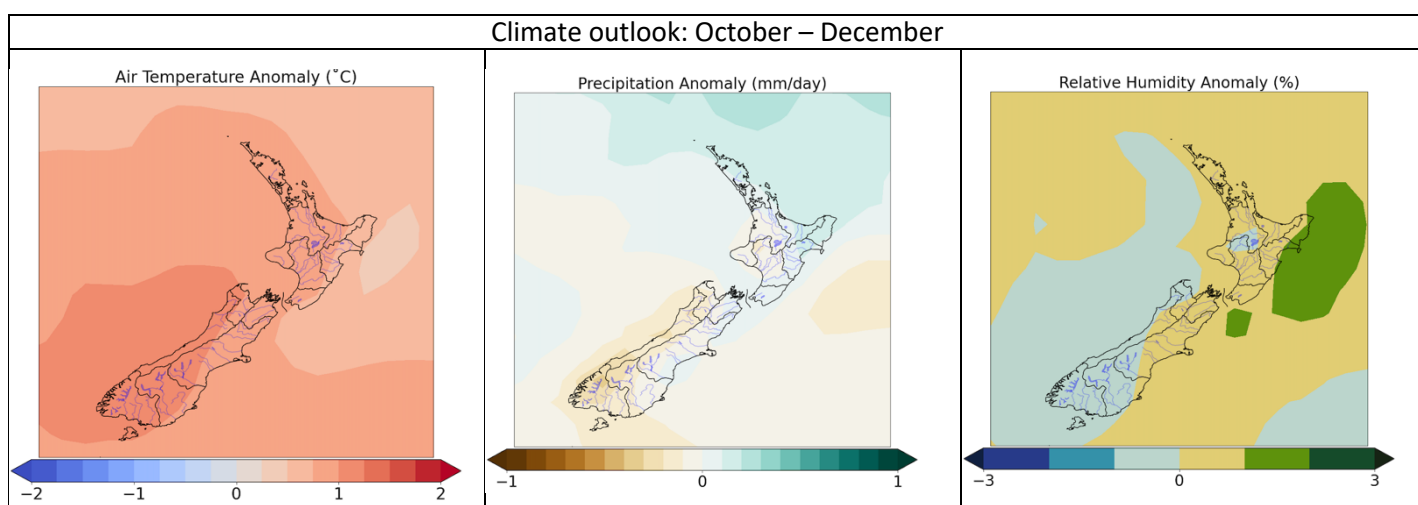 Climate outlook: October – December
Air Temperature Anomaly (˚C)
−2 −1 0 1 2
Precipitation Anomaly (mm/day)
−1 0 1
Relative Humidity Anomaly (%)
−3 0 3